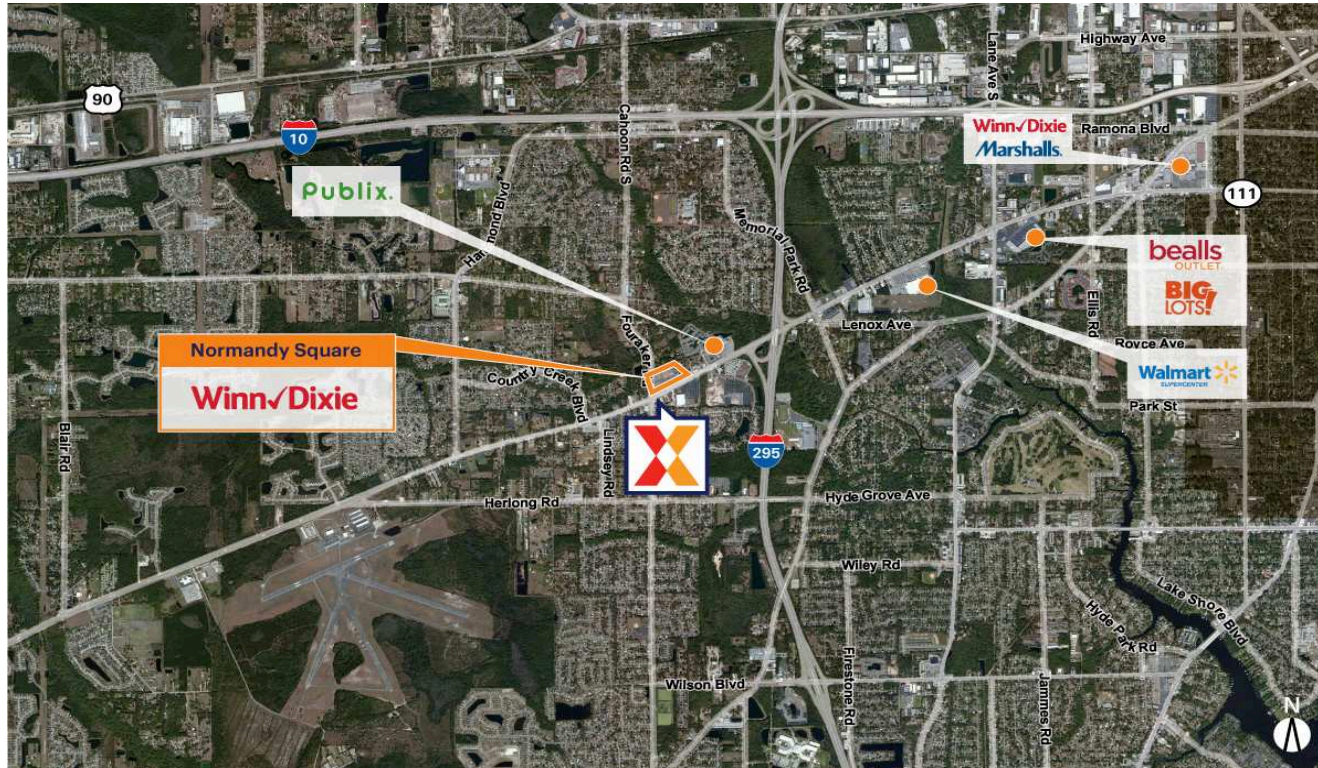 Highway Ave
Lane Ave S
90
10
Cahoon Rd S
Winn Dixie
Marshalls.
Ramona Blvd
111
Publix.
Hammond Blvd
Memorial Park Rd
bealls
OUTLET
BIG
LOTS!
Ellis Rd
Lenox Ave
Royce Ave
Normandy Square
Winn Dixie
Fouraker Rd
Country Creek Blvd
Walmart
SUPERCENTER
Park St
Blair Rd
Lindsey Rd
295
Herlong Rd
Hyde Grove Ave
Wiley Rd
Lake Shore Blvd
Hyde Park Rd
Firestone Rd
Wilson Blvd
Jammes Rd
N